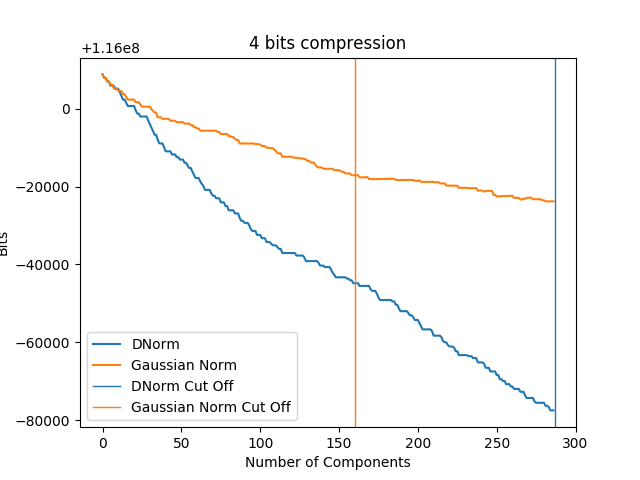 4 bits compression
+1.16e8
0
−20000
−40000
−60000
−80000
Bits
DNorm
Gaussian Norm
DNorm Cut Off
Gaussian Norm Cut Off
0 50 100 150 200 250 300
Number of Components